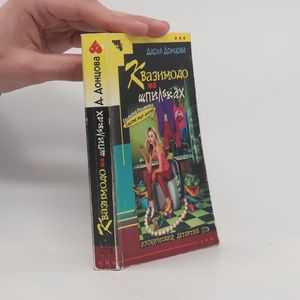 Дарья Донцова
Квазимодо
на
шпильках
ИРОНИЧЕСКИЙ ДЕТЕКТИВ
Квазимодо на шпильках Д. Донцова